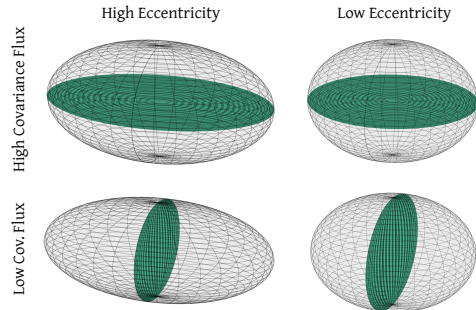 High Eccentricity
Low Eccentricity
High Covariance Flux
Low Cov. Flux